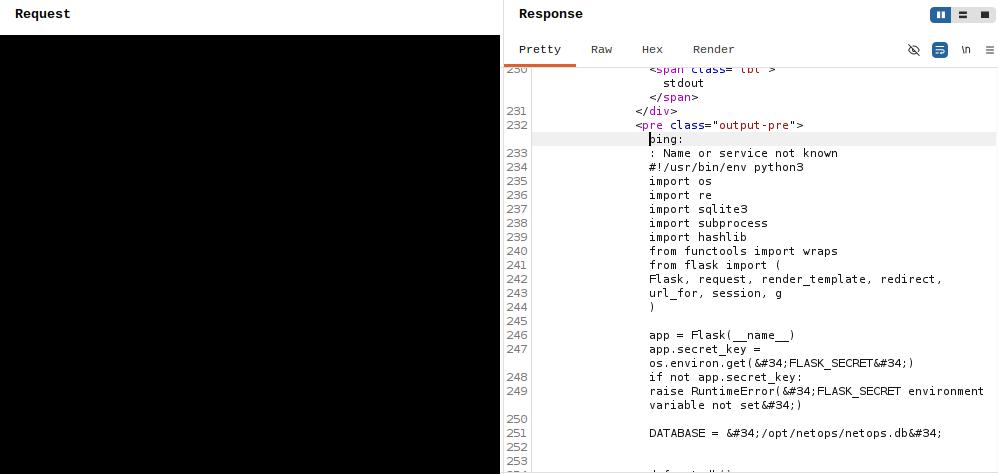 Request
Response
Pretty Raw Hex Render \n
250 <span class="lbl">
stdout
</span>
231 </div>
232 <pre class="output-pre">
ping:
233 : Name or service not known
234 #!/usr/bin/env python3
235 import os
236 import re
237 import sqlite3
238 import subprocess
239 import hashlib
240 from functools import wraps
241 from flask import (
242 Flask, request, render_template, redirect,
243 url_for, session, g
244 )
245
246 app = Flask(__name__)
247 app.secret_key =
os.environ.get(&#34;FLASK_SECRET&#34;)
248 if not app.secret_key:
249 raise RuntimeError(&#34;FLASK_SECRET environment
variable not set&#34;)
250
251 DATABASE = &#34;/opt/netops/netops.db&#34;
252
253